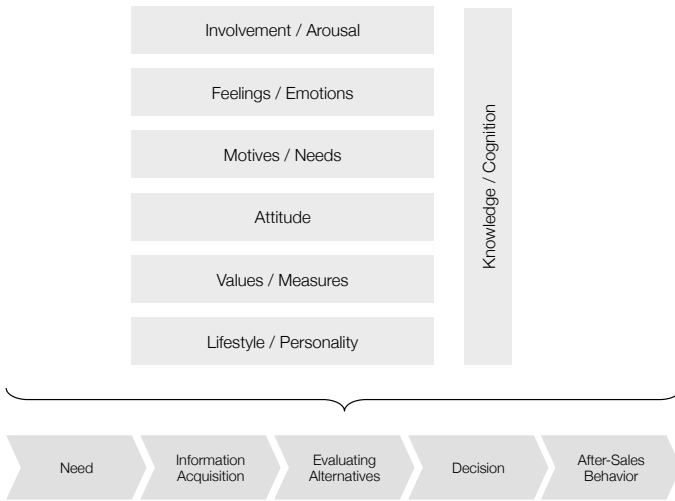 Involvement / Arousal
Feelings / Emotions
Motives / Needs
Attitude
Values / Measures
Lifestyle / Personality
Knowledge / Cognition
Need
Information
Acquisition
Evaluating
Alternatives
Decision
After-Sales
Behavior